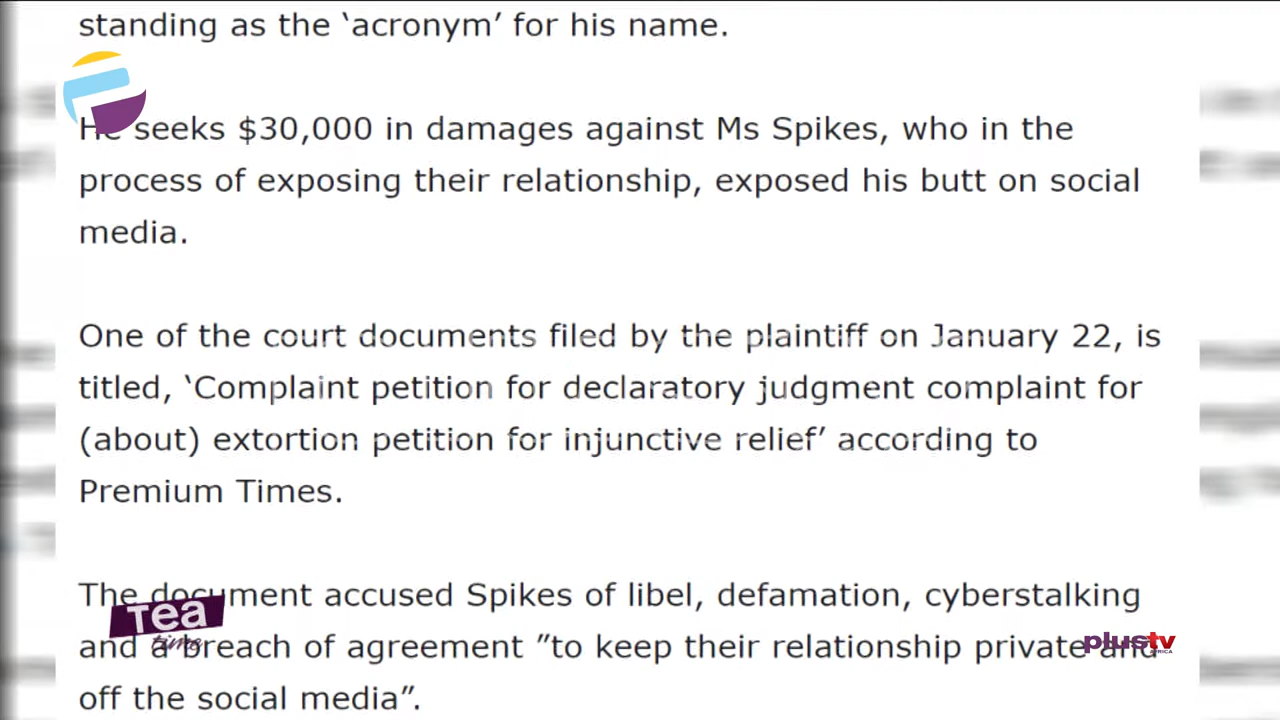 standing as the ‘acronym’ for his name.
He seeks $30,000 in damages against Ms Spikes, who in the
process of exposing their relationship, exposed his butt on social
media.
One of the court documents filed by the plaintiff on January 22, is
titled, ‘Complaint petition for declaratory judgment complaint for
(about) extortion petition for injunctive relief’ according to
Premium Times.
The document accused Spikes of libel, defamation, cyberstalking
and a breach of agreement ”to keep their relationship private and
off the social media”.
Tea
time
plustv
AFRICA